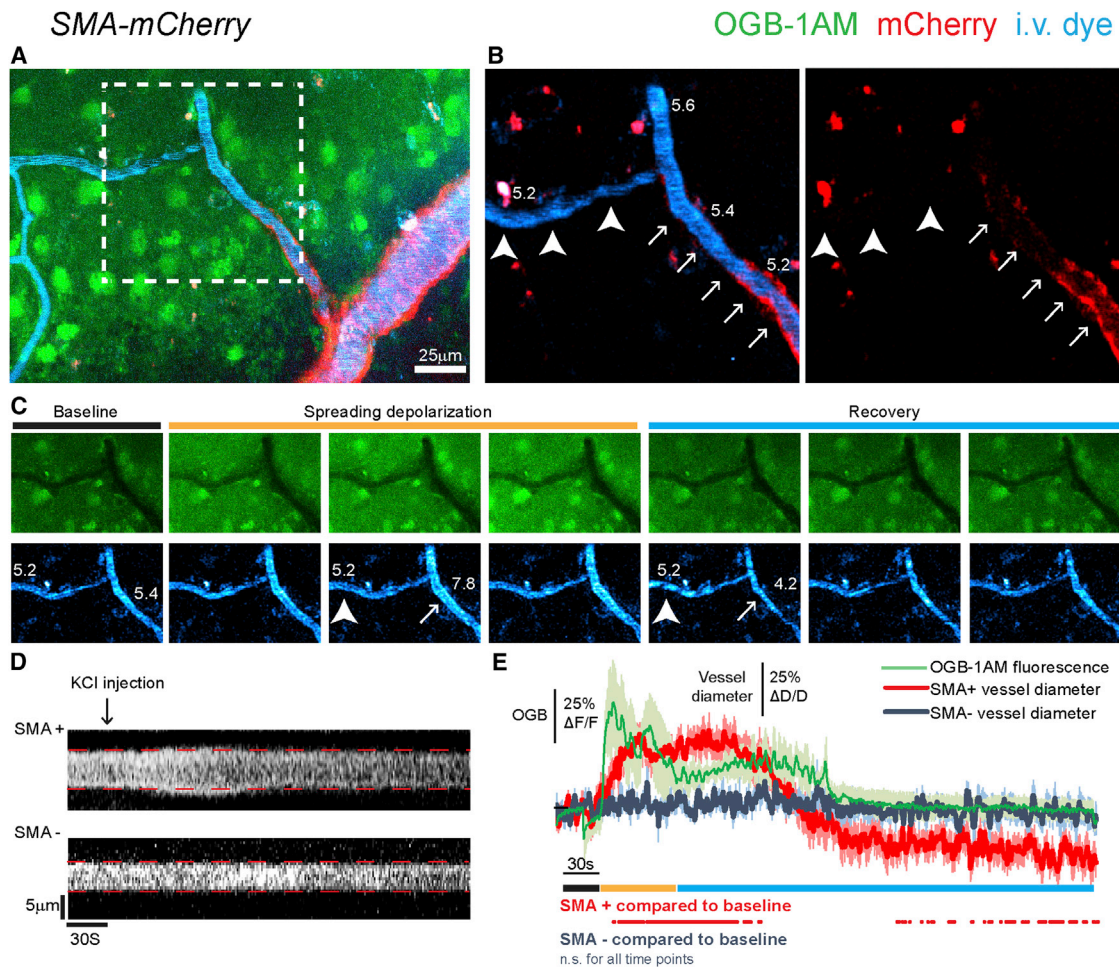 SMA-mCherry
OGB-1AM mCherry i.v. dye
A
25µm
B
5.6
5.2
5.4
5.2
C
Baseline
Spreading depolarization
Recovery
5.2
5.4
5.2
7.8
5.2
4.2
D
KCl injection
SMA +
SMA -
5µm
30S
E
OGB
25%
ΔF/F
Vessel
diameter
25%
ΔD/D
OGB-1AM fluorescence
SMA+ vessel diameter
SMA- vessel diameter
30s
SMA + compared to baseline
SMA - compared to baseline
n.s. for all time points